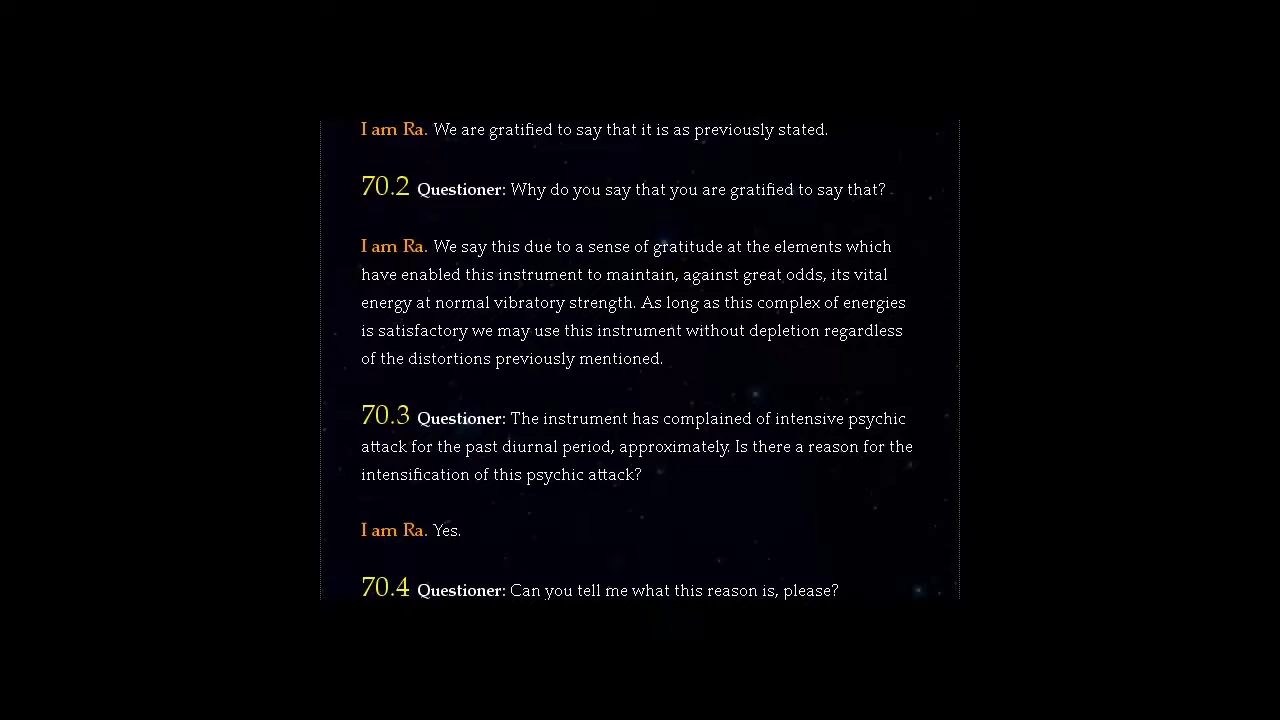 I am Ra. We are gratified to say that it is as previously stated.
70.2 Questioner: Why do you say that you are gratified to say that?
I am Ra. We say this due to a sense of gratitude at the elements which
have enabled this instrument to maintain, against great odds, its vital
energy at normal vibratory strength. As long as this complex of energies
is satisfactory we may use this instrument without depletion regardless
of the distortions previously mentioned.
70.3 Questioner: The instrument has complained of intensive psychic
attack for the past diurnal period, approximately. Is there a reason for the
intensification of this psychic attack?
I am Ra. Yes.
70.4 Questioner: Can you tell me what this reason is, please?